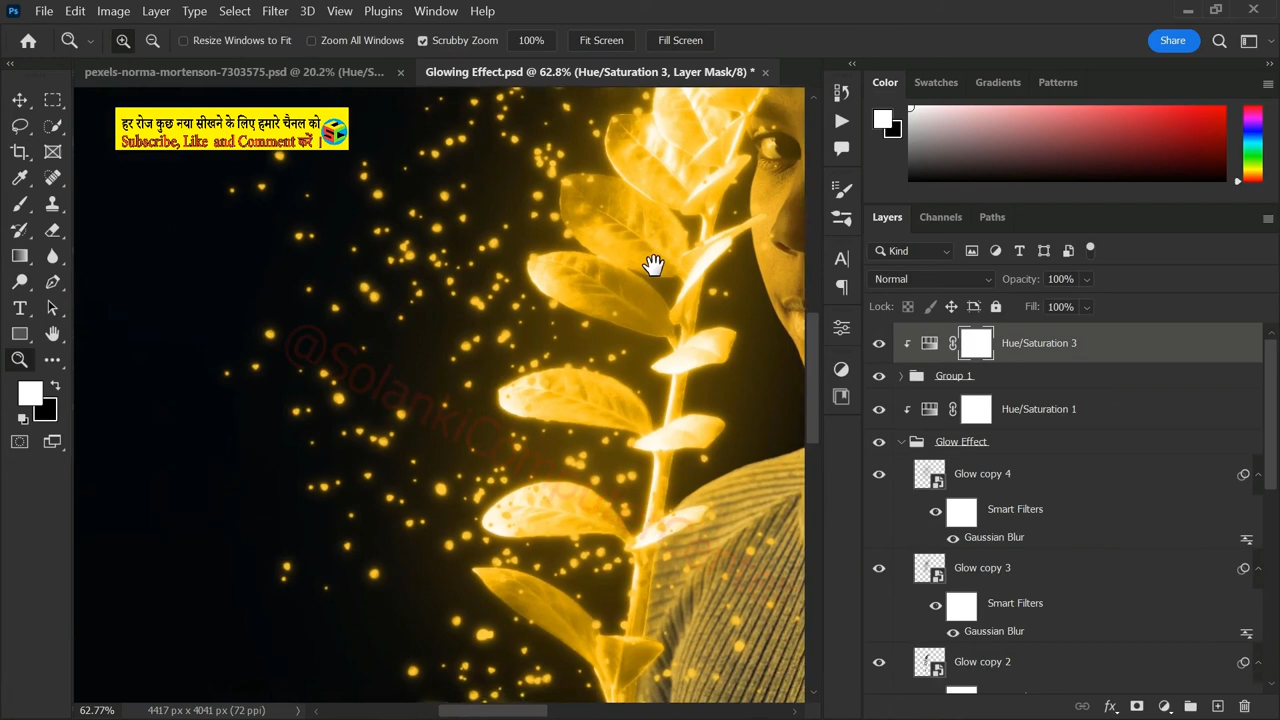 Ps File Edit Image Layer Type Select Filter 3D View Plugins Window Help
Resize Windows to Fit Zoom All Windows Scrubby Zoom 100% Fit Screen Fill Screen Share
pexels-norma-mortenson-7303575.psd @ 20.2% (Hue/S... × Glowing Effect.psd @ 62.8% (Hue/Saturation 3, Layer Mask/8) * ×
हर रोज कुछ नया सीखने के लिए हमारे चैनल को
Subscribe, Like and Comment करें |
Color Swatches Gradients Patterns
Layers Channels Paths
Kind
Normal Opacity: 100%
Lock: Fill: 100%
Hue/Saturation 3
Group 1
Hue/Saturation 1
Glow Effect
Glow copy 4
Smart Filters
Gaussian Blur
Glow copy 3
Smart Filters
Gaussian Blur
Glow copy 2
62.77% 4417 px x 4041 px (72 ppi)